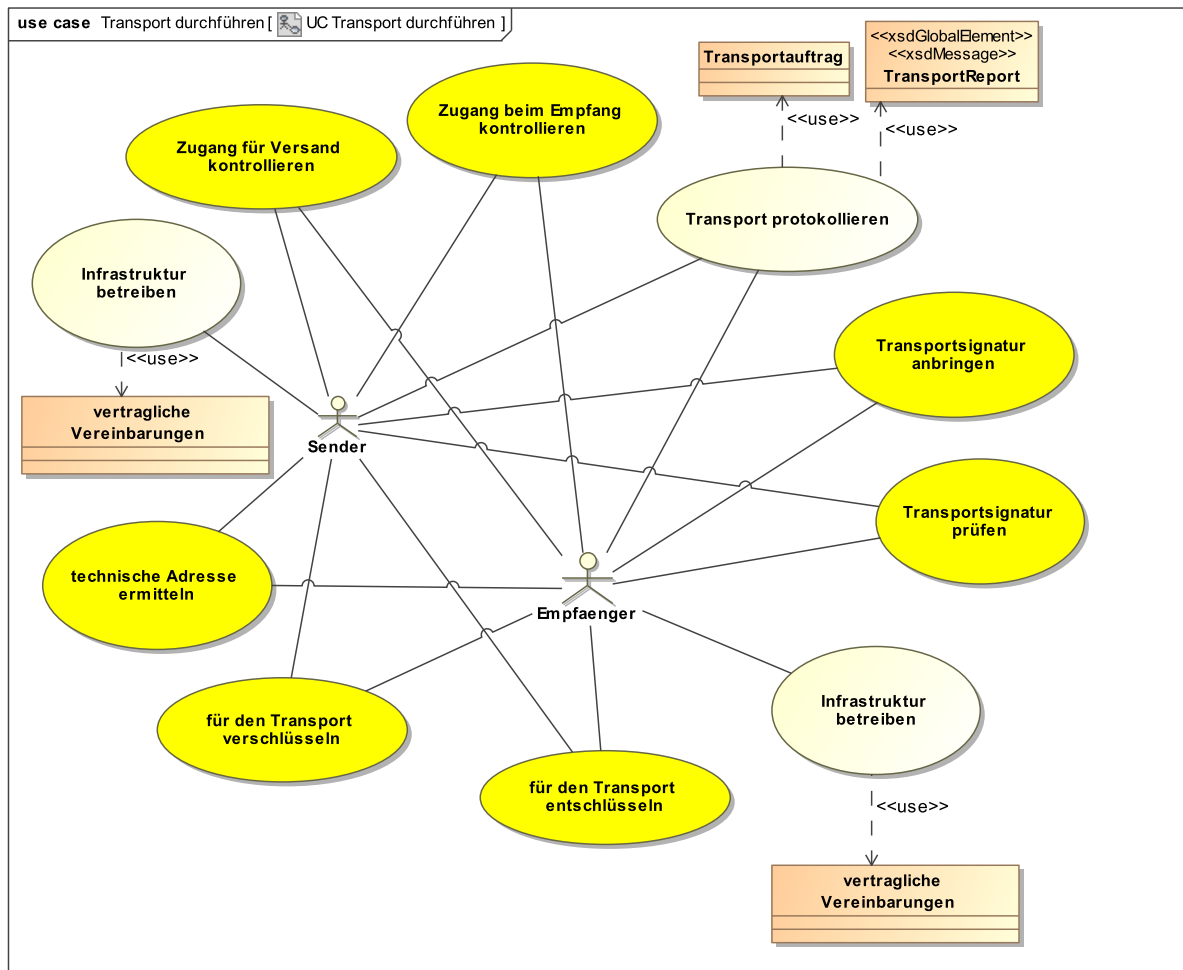 use case Transport durchführen [ UC Transport durchführen ]
<<xsdGlobalElement>>
<<xsdMessage>>
TransportReport
Transportauftrag
<<use>>
<<use>>
Zugang beim Empfang
kontrollieren
Zugang für Versand
kontrollieren
Transport protokollieren
Infrastruktur
betreiben
<<use>>
Transportsignatur
anbringen
vertragliche
Vereinbarungen
Sender
Transportsignatur
prüfen
technische Adresse
ermitteln
Empfaenger
für den Transport
verschlüsseln
Infrastruktur
betreiben
für den Transport
entschlüsseln
<<use>>
vertragliche
Vereinbarungen